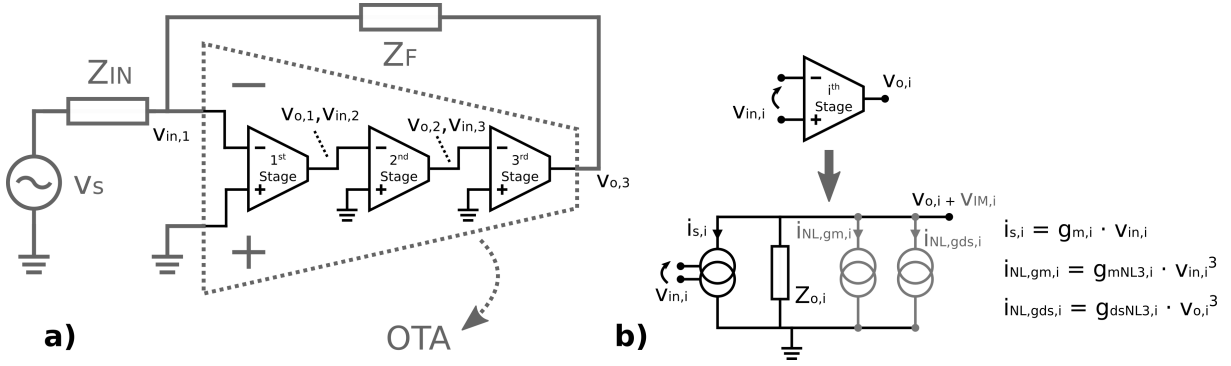 ZF
ZIN
−
vin,1
vo,1,vin,2
vo,2,vin,3
−
1st
Stage
+
−
2nd
Stage
+
−
3rd
Stage
+
vo,3
vs
+
OTA
a)
−
ith
Stage
+
vin,i
vo,i
vo,i + vIM,i
is,i
iNL,gm,i
iNL,gds,i
vin,i
Zo,i
is,i = gm,i · vin,i
iNL,gm,i = gmNL3,i · vin,i³
iNL,gds,i = gdsNL3,i · vo,i³
b)